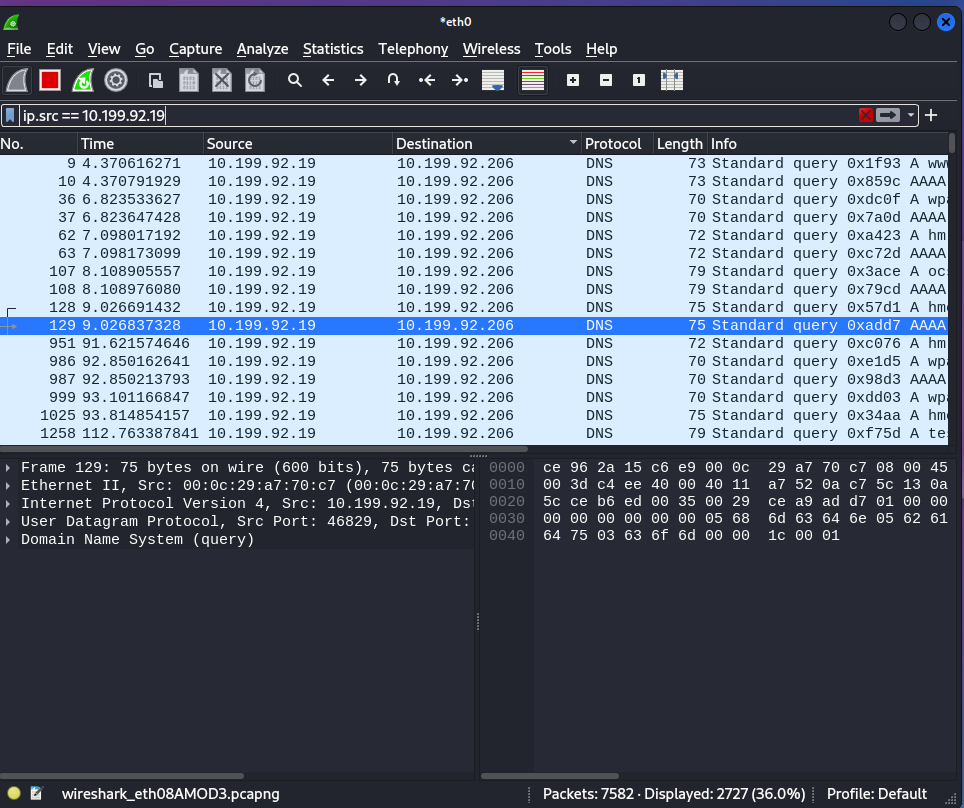 *eth0
File Edit View Go Capture Analyze Statistics Telephony Wireless Tools Help
ip.src == 10.199.92.19
No. Time Source Destination Protocol Length Info
9 4.370616271 10.199.92.19 10.199.92.206 DNS 73 Standard query 0x1f93 A www
10 4.370791929 10.199.92.19 10.199.92.206 DNS 73 Standard query 0x859c AAAA
36 6.823533627 10.199.92.19 10.199.92.206 DNS 70 Standard query 0xdc0f A wpa
37 6.823647428 10.199.92.19 10.199.92.206 DNS 70 Standard query 0x7a0d AAAA
62 7.098017192 10.199.92.19 10.199.92.206 DNS 72 Standard query 0xa423 A hm
63 7.098173099 10.199.92.19 10.199.92.206 DNS 72 Standard query 0xc72d AAAA
107 8.108905557 10.199.92.19 10.199.92.206 DNS 79 Standard query 0x3ace A ocs
108 8.108976080 10.199.92.19 10.199.92.206 DNS 79 Standard query 0x79cd AAAA
128 9.026691432 10.199.92.19 10.199.92.206 DNS 75 Standard query 0x57d1 A hmc
129 9.026837328 10.199.92.19 10.199.92.206 DNS 75 Standard query 0xadd7 AAAA
951 91.621574646 10.199.92.19 10.199.92.206 DNS 72 Standard query 0xc076 A hm
986 92.850162641 10.199.92.19 10.199.92.206 DNS 70 Standard query 0xe1d5 A wpa
987 92.850213793 10.199.92.19 10.199.92.206 DNS 70 Standard query 0x98d3 AAAA
999 93.101166847 10.199.92.19 10.199.92.206 DNS 70 Standard query 0xdd03 A wpa
1025 93.814854157 10.199.92.19 10.199.92.206 DNS 75 Standard query 0x34aa A hmc
1258 112.763387841 10.199.92.19 10.199.92.206 DNS 79 Standard query 0xf75d A tes
Frame 129: 75 bytes on wire (600 bits), 75 bytes ca
Ethernet II, Src: 00:0c:29:a7:70:c7 (00:0c:29:a7:70
Internet Protocol Version 4, Src: 10.199.92.19, Dst
User Datagram Protocol, Src Port: 46829, Dst Port:
Domain Name System (query)
0000 ce 96 2a 15 c6 e9 00 0c 29 a7 70 c7 08 00 45
0010 00 3d c4 ee 40 00 40 11 a7 52 0a c7 5c 13 0a
0020 5c ce b6 ed 00 35 00 29 ce a9 ad d7 01 00 00
0030 00 00 00 00 00 00 05 68 6d 63 64 6e 05 62 61
0040 64 75 03 63 6f 6d 00 00 1c 00 01
wireshark_eth08AMOD3.pcapng Packets: 7582 · Displayed: 2727 (36.0%) Profile: Default